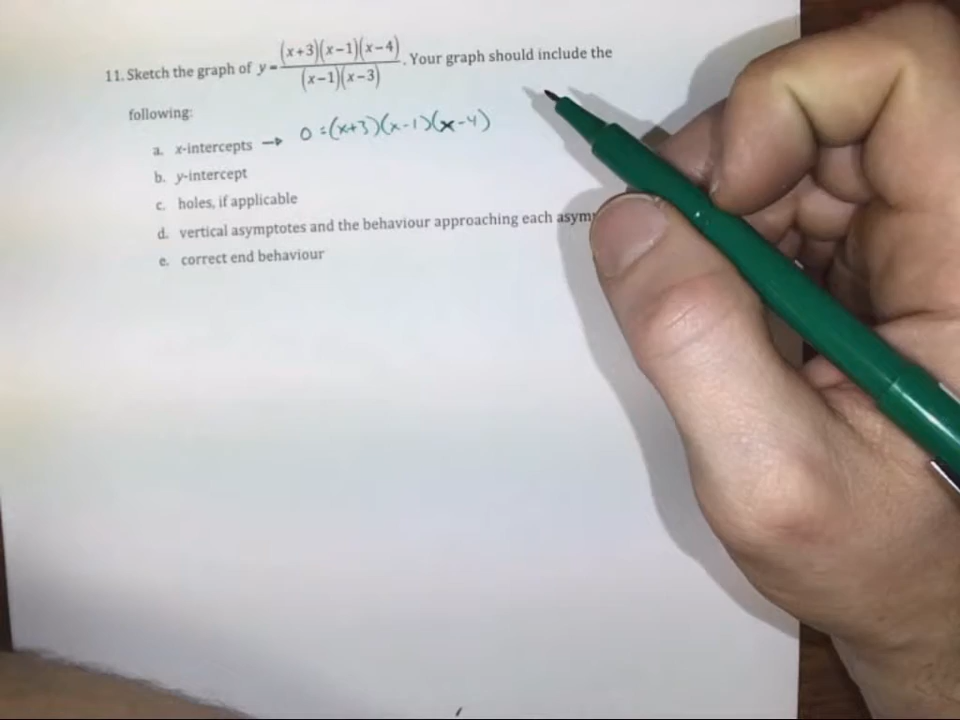 11. Sketch the graph of y = (x+3)(x−1)(x−4) / (x−1)(x−3) . Your graph should include the
following:
a. x-intercepts → 0 = (x+3)(x-1)(x-4)
b. y-intercept
c. holes, if applicable
d. vertical asymptotes and the behaviour approaching each
e. correct end behaviour